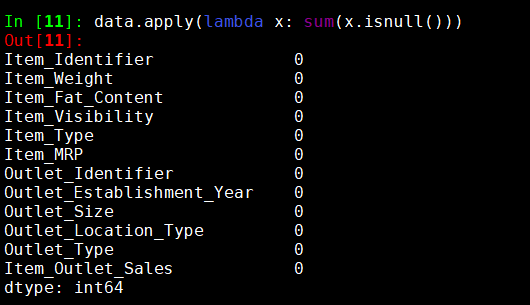 In [11]: data.apply(lambda x: sum(x.isnull()))
Out[11]:
Item_Identifier 0
Item_Weight 0
Item_Fat_Content 0
Item_Visibility 0
Item_Type 0
Item_MRP 0
Outlet_Identifier 0
Outlet_Establishment_Year 0
Outlet_Size 0
Outlet_Location_Type 0
Outlet_Type 0
Item_Outlet_Sales 0
dtype: int64